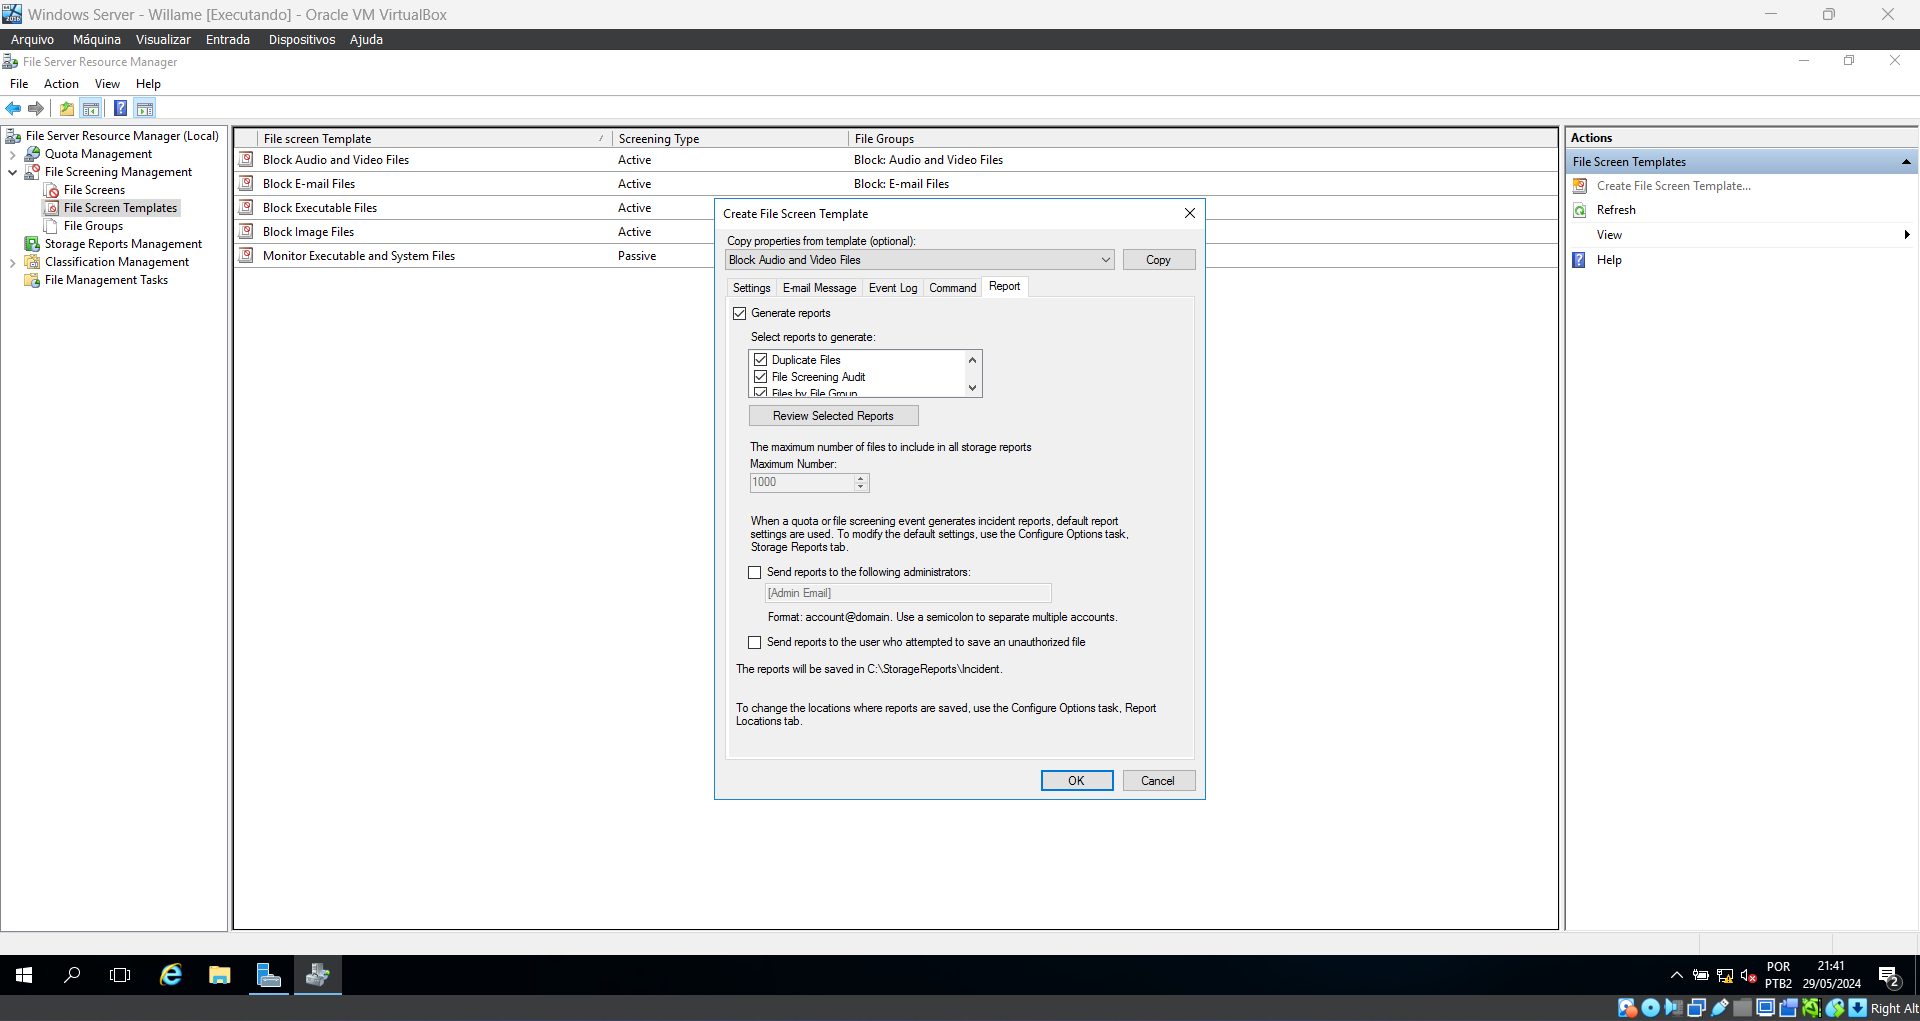 Windows Server - Willame [Executando] - Oracle VM VirtualBox
Arquivo Máquina Visualizar Entrada Dispositivos Ajuda
File Server Resource Manager
File Action View Help
File Server Resource Manager (Local)
Quota Management
File Screening Management
File Screens
File Screen Templates
File Groups
Storage Reports Management
Classification Management
File Management Tasks
File screen Template Screening Type File Groups
Block Audio and Video Files Active Block: Audio and Video Files
Block E-mail Files Active Block: E-mail Files
Block Executable Files Active
Block Image Files Active
Monitor Executable and System Files Passive
Create File Screen Template
Copy properties from template (optional):
Block Audio and Video Files Copy
Settings E-mail Message Event Log Command Report
Generate reports
Select reports to generate:
Duplicate Files
File Screening Audit
Files by File Group
Review Selected Reports
The maximum number of files to include in all storage reports
Maximum Number:
1000
When a quota or file screening event generates incident reports, default report
settings are used. To modify the default settings, use the Configure Options task,
Storage Reports tab.
Send reports to the following administrators:
[Admin Email]
Format: account@domain. Use a semicolon to separate multiple accounts.
Send reports to the user who attempted to save an unauthorized file
The reports will be saved in C:\StorageReports\Incident.
To change the locations where reports are saved, use the Configure Options task, Report
Locations tab.
OK Cancel
Actions
File Screen Templates
Create File Screen Template...
Refresh
View
Help
POR
PTB2
21:41
29/05/2024
2
Right Alt